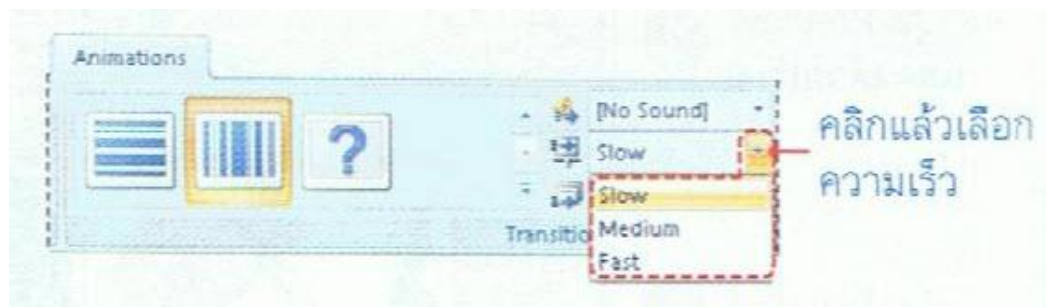 Animations
[No Sound]
Slow
Slow
Medium
Fast
คลิกแล้วเลือก
ความเร็ว